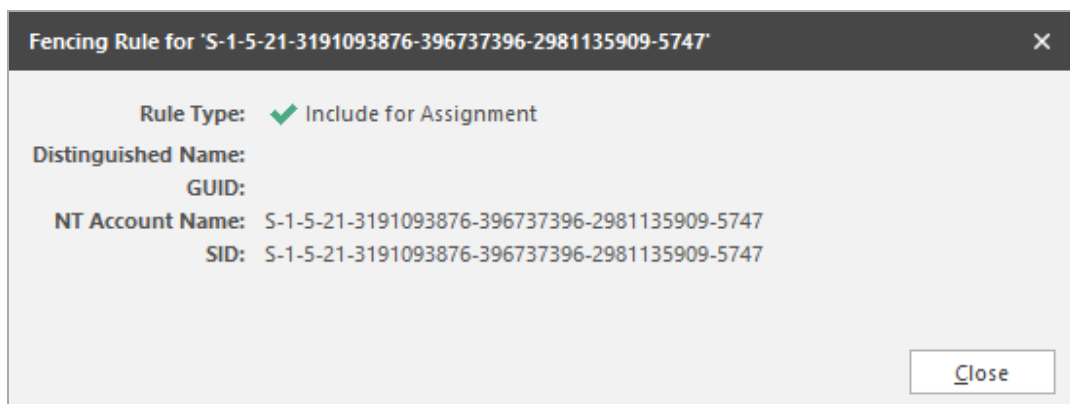 Fencing Rule for 'S-1-5-21-3191093876-396737396-2981135909-5747'
Rule Type: Include for Assignment
Distinguished Name:
GUID:
NT Account Name: S-1-5-21-3191093876-396737396-2981135909-5747
SID: S-1-5-21-3191093876-396737396-2981135909-5747
Close